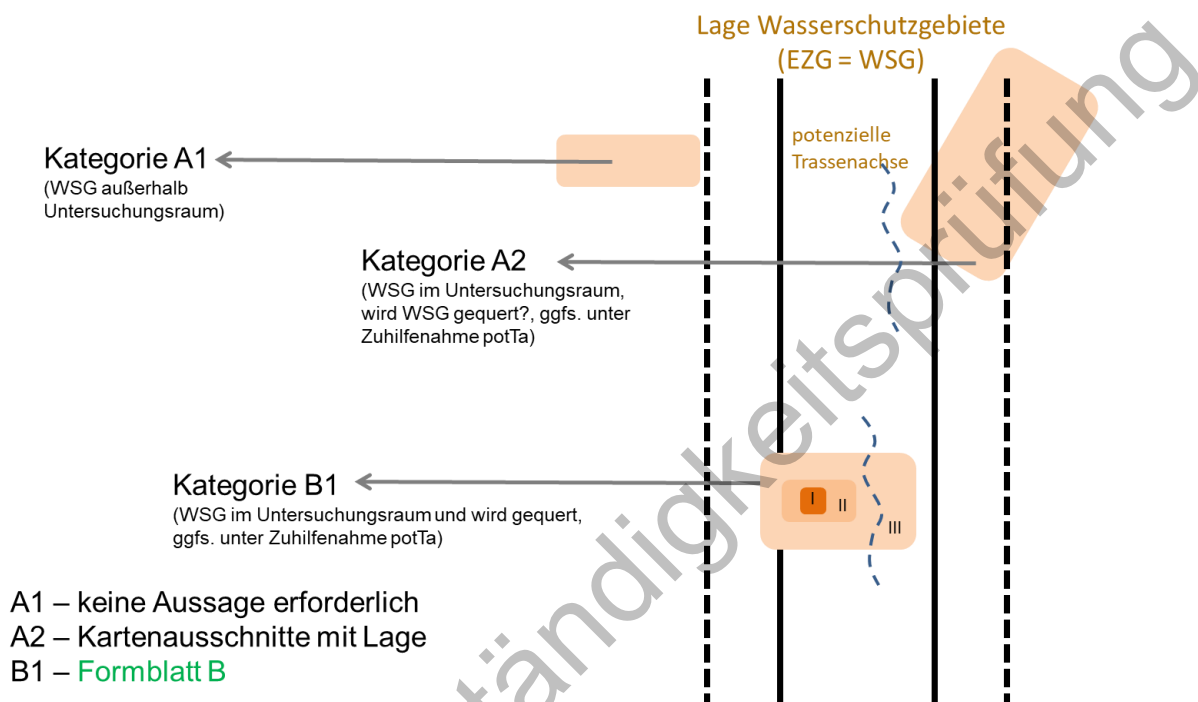 Lage Wasserschutzgebiete
(EZG = WSG)
potenzielle
Trassenachse
Kategorie A1
(WSG außerhalb
Untersuchungsraum)
Kategorie A2
(WSG im Untersuchungsraum,
wird WSG gequert?, ggfs. unter
Zuhilfenahme potTa)
Kategorie B1
(WSG im Untersuchungsraum und wird gequert,
ggfs. unter Zuhilfenahme potTa)
I
II
III
A1 – keine Aussage erforderlich
A2 – Kartenausschnitte mit Lage
B1 – Formblatt B
ständigkeitsprüfung